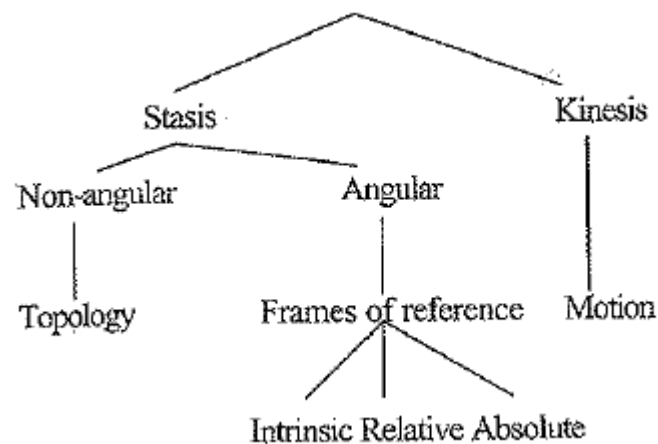 Stasis Kinesis
Non-angular Angular
Topology Frames of reference Motion
Intrinsic Relative Absolute